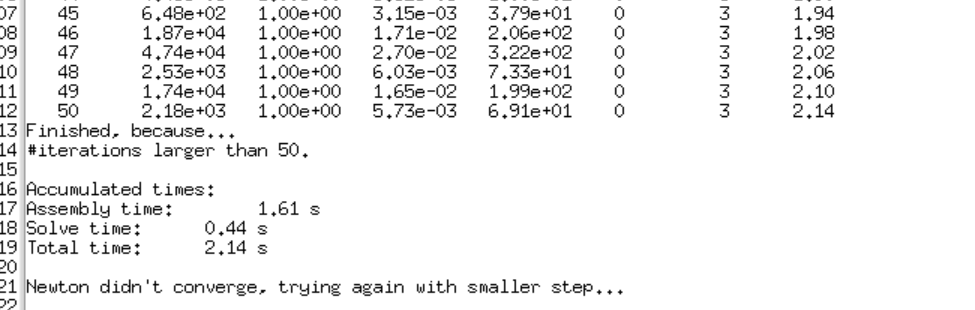 07 45 6.48e+02 1.00e+00 3.15e-03 3.79e+01 0 3 1.94
08 46 1.87e+04 1.00e+00 1.71e-02 2.06e+02 0 3 1.98
09 47 4.74e+04 1.00e+00 2.70e-02 3.22e+02 0 3 2.02
10 48 2.53e+03 1.00e+00 6.03e-03 7.33e+01 0 3 2.06
11 49 1.74e+04 1.00e+00 1.65e-02 1.99e+02 0 3 2.10
12 50 2.18e+03 1.00e+00 5.73e-03 6.91e+01 0 3 2.14
13 Finished, because...
14 #iterations larger than 50.
15
16 Accumulated times:
17 Assembly time: 1.61 s
18 Solve time: 0.44 s
19 Total time: 2.14 s
20
21 Newton didn't converge, trying again with smaller step...
22